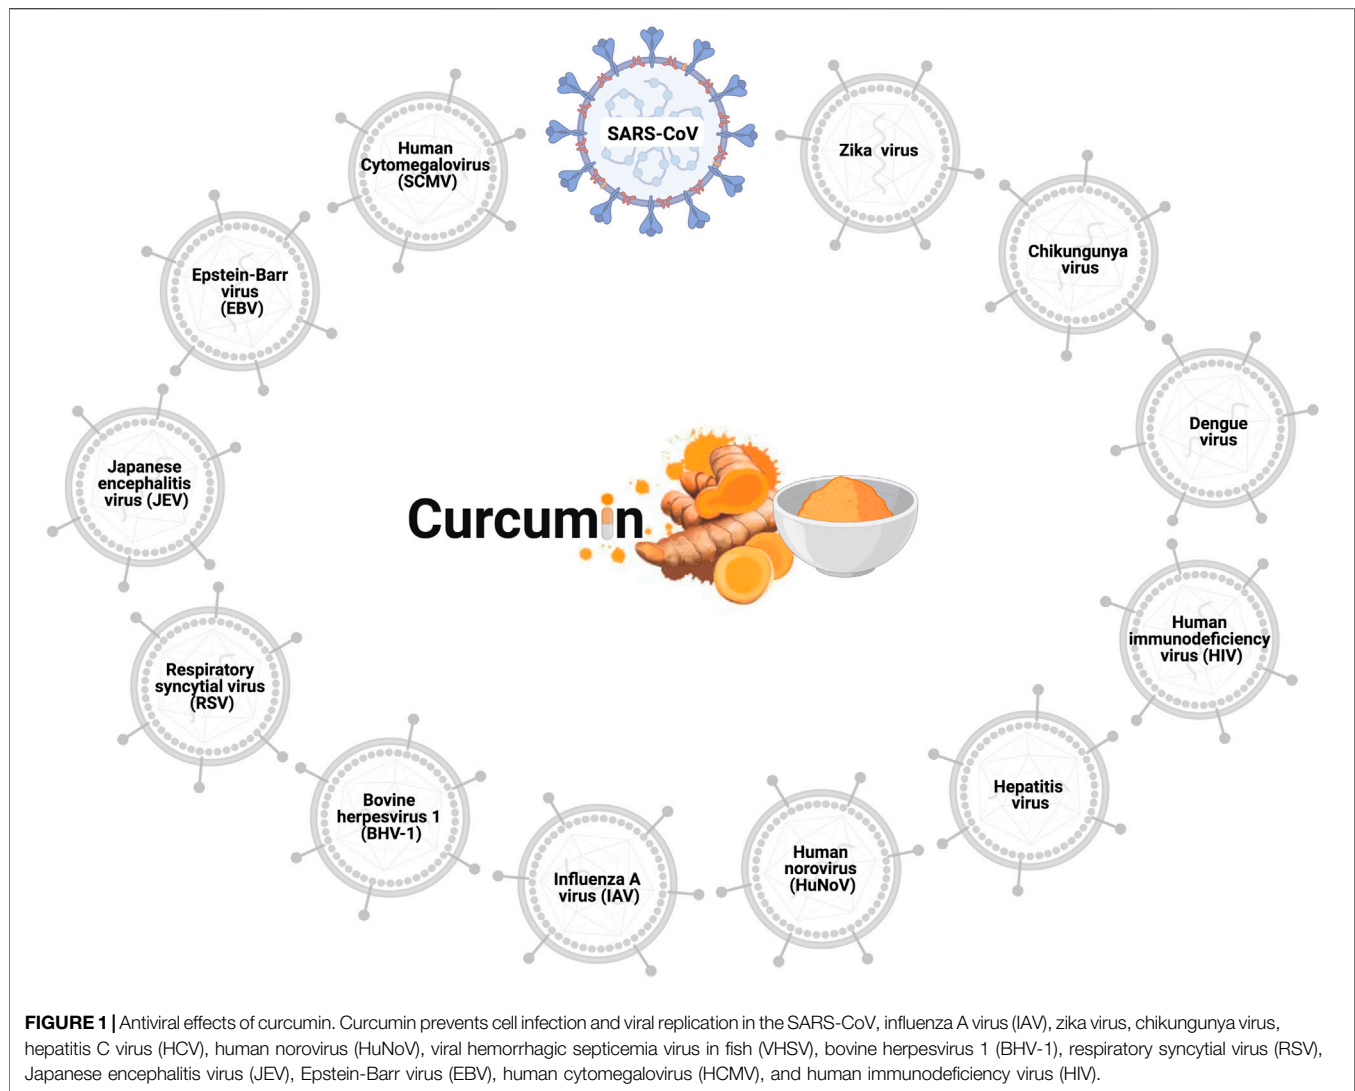 SARS-CoV
Zika virus
Human
Cytomegalovirus
(SCMV)
Chikungunya
virus
Epstein-Barr
virus
(EBV)
Dengue
virus
Japanese
encephalitis
virus (JEV)
Curcumin
Human
immunodeficiency
virus (HIV)
Respiratory
syncytial virus
(RSV)
Hepatitis
virus
Bovine
herpesvirus 1
(BHV-1)
Human
norovirus
(HuNoV)
Influenza A
virus (IAV)
FIGURE 1 | Antiviral effects of curcumin. Curcumin prevents cell infection and viral replication in the SARS-CoV, influenza A virus (IAV), zika virus, chikungunya virus,
hepatitis C virus (HCV), human norovirus (HuNoV), viral hemorrhagic septicemia virus in fish (VHSV), bovine herpesvirus 1 (BHV-1), respiratory syncytial virus (RSV),
Japanese encephalitis virus (JEV), Epstein-Barr virus (EBV), human cytomegalovirus (HCMV), and human immunodeficiency virus (HIV).